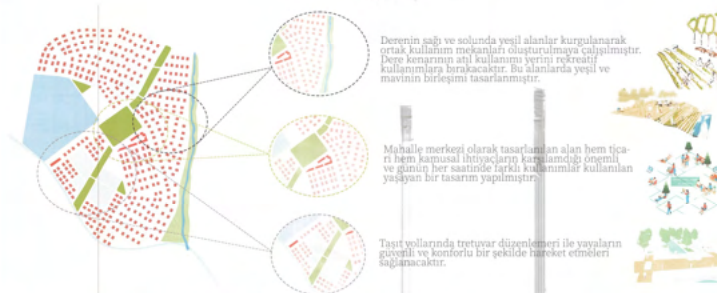 Derenin sağı ve solunda yeşil alanlar kurgulanarak
ortak kullanım mekanları oluşturulmaya çalışılmıştır.
Dere kenarının atıl kullanımı yerini rekreatif
kullanımlara bırakacaktır. Bu alanlarda yeşil ve
mavinin birleşimi tasarlanmıştır.
Mahalle merkezi olarak tasarlanılan alan hem tica-
ri hem kamusal ihtiyaçların karşılandığı önemli
ve günün her saatinde farklı kullanımlar kullanılan
yaşayan bir tasarım yapılmıştır.
Taşıt yollarında tretuvar düzenlemeri ile yayaların
güvenli ve konforlu bir şekilde hareket etmeleri
sağlanacaktır.